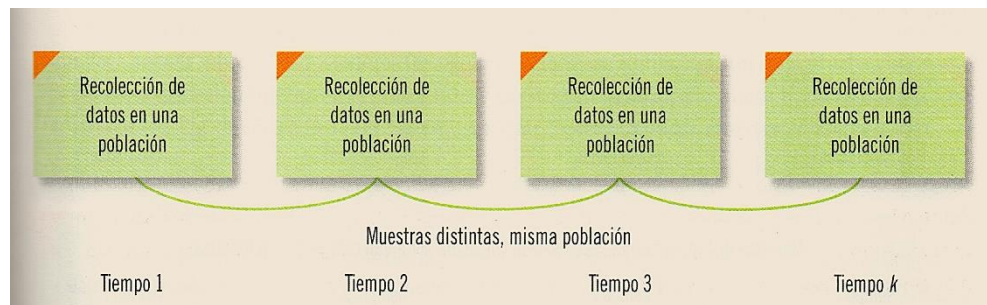 Recolección de
datos en una
población
Recolección de
datos en una
población
Recolección de
datos en una
población
Recolección de
datos en una
población
Muestras distintas, misma población
Tiempo 1
Tiempo 2
Tiempo 3
Tiempo k